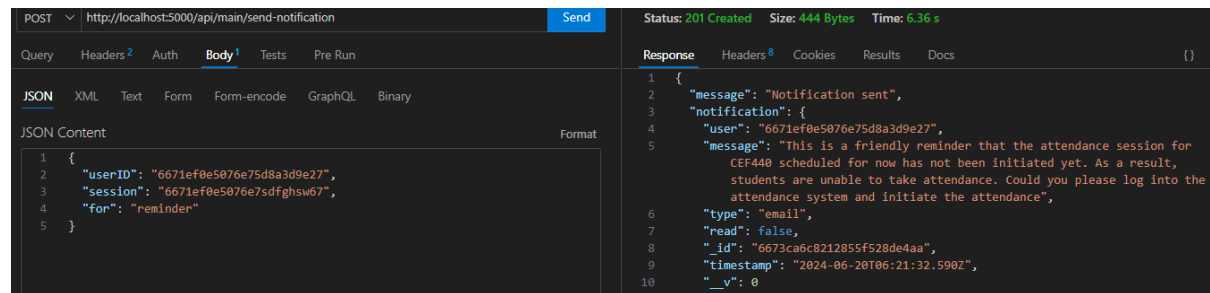 POST http://localhost:5000/api/main/send-notification Send
Query Headers 2 Auth Body 1 Tests Pre Run
JSON XML Text Form Form-encode GraphQL Binary
JSON Content Format
1 {
2 "userID": "6671ef0e5076e75d8a3d9e27",
3 "session": "6671ef0e5076e7sdfghsw67",
4 "for": "reminder"
5 }
Status: 201 Created Size: 444 Bytes Time: 6.36 s
Response Headers 8 Cookies Results Docs {}
1 {
2 "message": "Notification sent",
3 "notification": {
4 "user": "6671ef0e5076e75d8a3d9e27",
5 "message": "This is a friendly reminder that the attendance session for
CEF440 scheduled for now has not been initiated yet. As a result,
students are unable to take attendance. Could you please log into the
attendance system and initiate the attendance",
6 "type": "email",
7 "read": false,
8 "_id": "6673ca6c8212855f528de4aa",
9 "timestamp": "2024-06-20T06:21:32.590Z",
10 "__v": 0